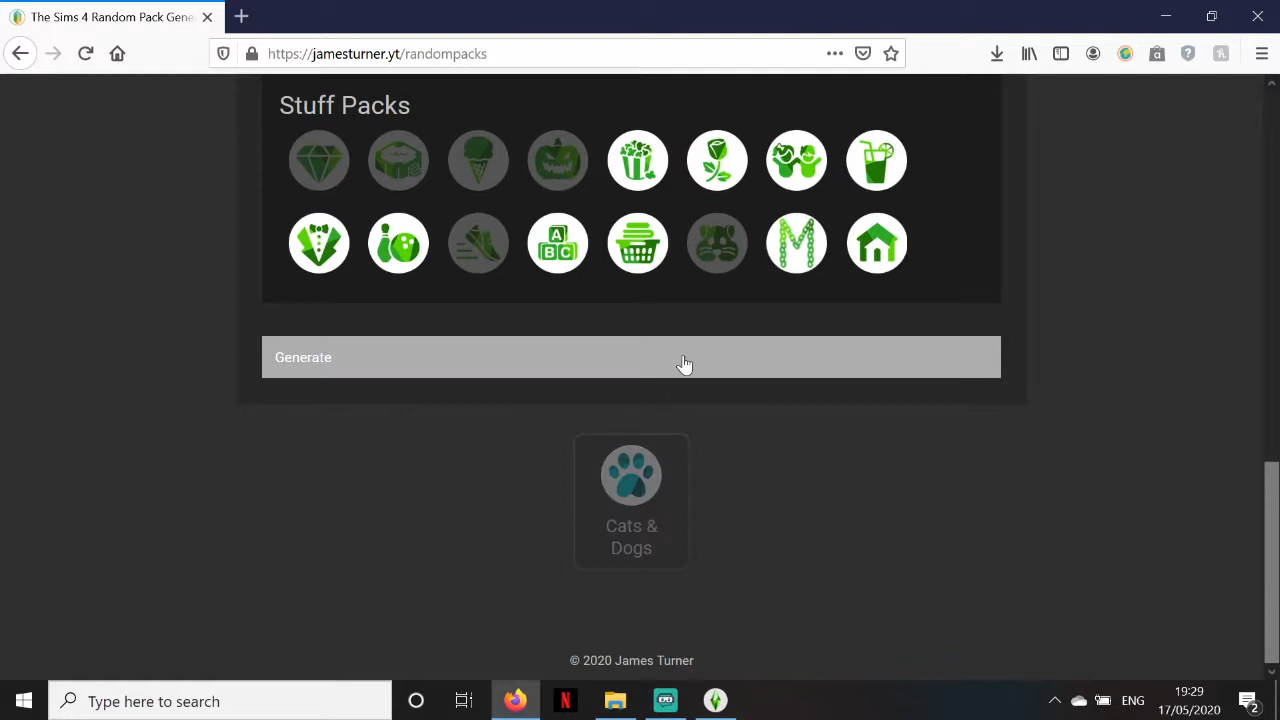 The Sims 4 Random Pack Gene
https://jamesturner.yt/randompacks
Stuff Packs
A
B C
M
Generate
Cats &
Dogs
© 2020 James Turner
Type here to search
N
ENG
19:29
17/05/2020
2